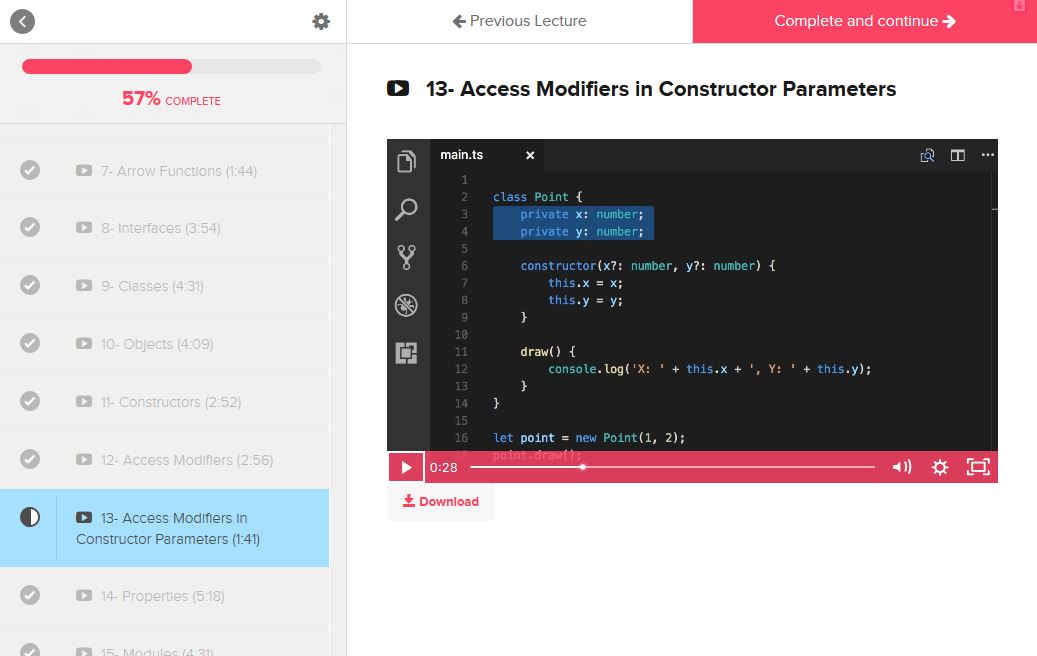 Previous Lecture
Complete and continue
57% COMPLETE
7- Arrow Functions (1:44)
8- Interfaces (3:54)
9- Classes (4:31)
10- Objects (4:09)
11- Constructors (2:52)
12- Access Modifiers (2:56)
13- Access Modifiers in
Constructor Parameters (1:41)
14- Properties (5:18)
15- Modules (4:31)
13- Access Modifiers in Constructor Parameters
main.ts
1
2 class Point {
3 private x: number;
4 private y: number;
5
6 constructor(x?: number, y?: number) {
7 this.x = x;
8 this.y = y;
9 }
10
11 draw() {
12 console.log('X: ' + this.x + ', Y: ' + this.y);
13 }
14 }
15
16 let point = new Point(1, 2);
17 point.draw();
0:28
Download